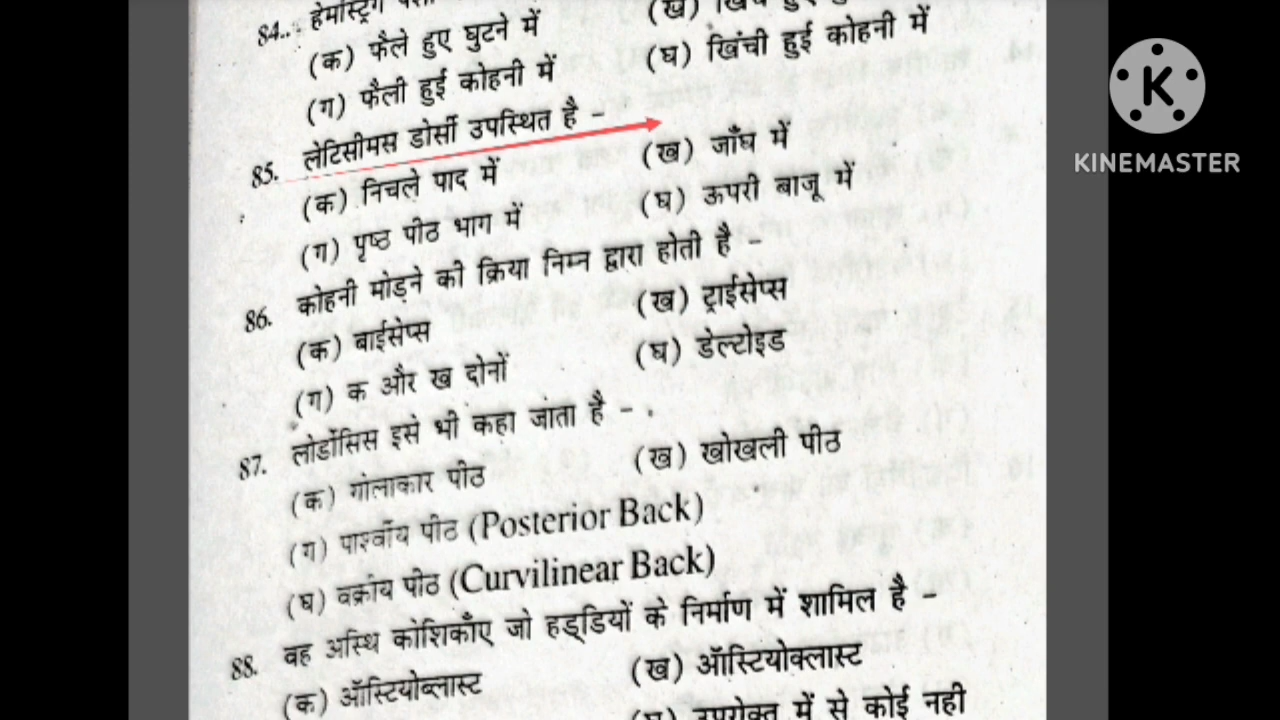 84..
(क) फैले हुए घुटने में
(ग) फैली हुई कोहनी में
(घ) खिंची हुई कोहनी में
85. लेटिसीमस डोर्सी उपस्थित है –
(क) निचले पाद में (ख) जाँघ में
(ग) पृष्ठ पीठ भाग में (घ) ऊपरी बाजू में
86. कोहनी मोड़ने की क्रिया निम्न द्वारा होती है –
(क) बाईसेप्स (ख) ट्राईसेप्स
(ग) क और ख दोनों (घ) डेल्टोइड
87. लोर्डोसिस इसे भी कहा जाता है –
(क) गोलाकार पीठ (ख) खोखली पीठ
(ग) पार्श्वीय पीठ (Posterior Back)
(घ) वक्रीय पीठ (Curvilinear Back)
88. वह अस्थि कोशिकाँए जो हड्डियों के निर्माण में शामिल है –
(क) ऑस्टियोब्लास्ट (ख) ऑस्टियोक्लास्ट
उपरोक्त में से कोई नही
K
KINEMASTER